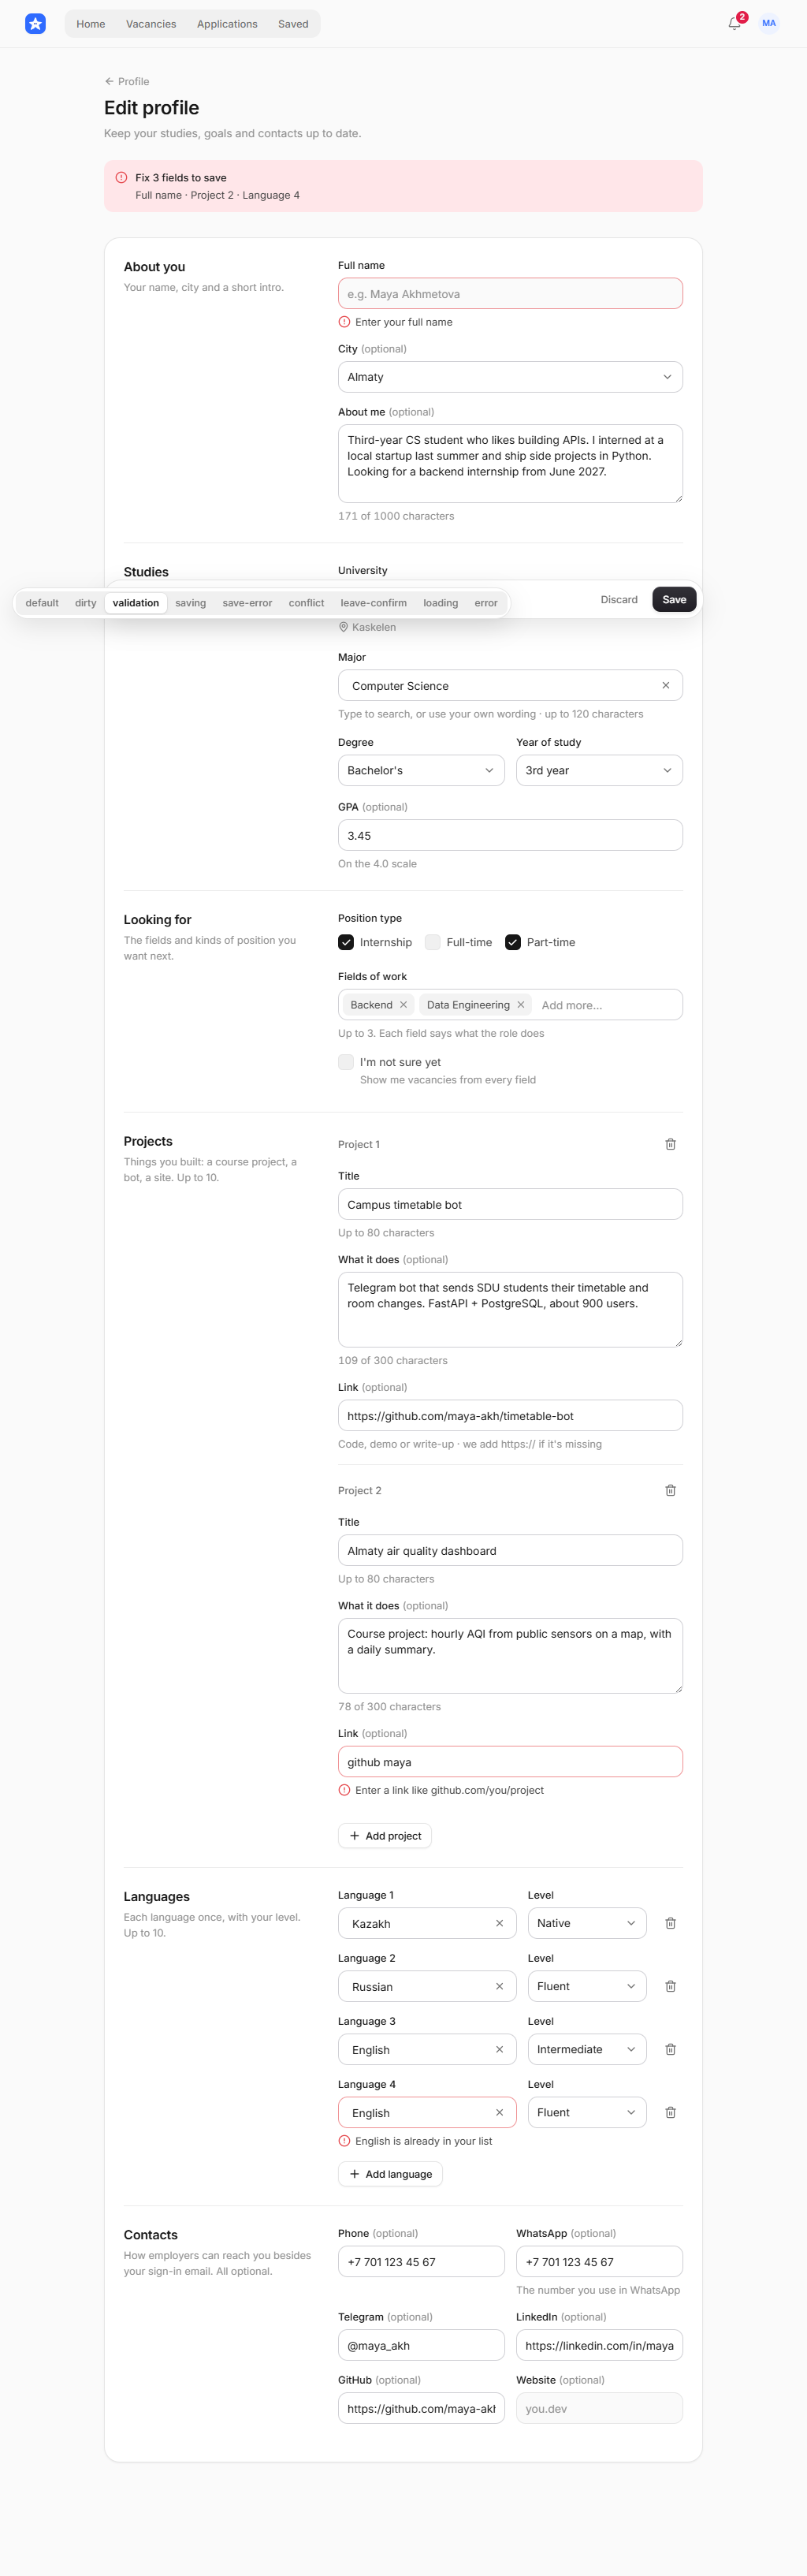 Home Vacancies Applications Saved
2
MA
Profile
Edit profile
Keep your studies, goals and contacts up to date.
Fix 3 fields to save
Full name · Project 2 · Language 4
About you
Your name, city and a short intro.
Full name
e.g. Maya Akhmetova
Enter your full name
City (optional)
Almaty
About me (optional)
Third-year CS student who likes building APIs. I interned at a
local startup last summer and ship side projects in Python.
Looking for a backend internship from June 2027.
171 of 1000 characters
Studies
University
default dirty validation saving save-error conflict leave-confirm loading error
Discard Save
Kaskelen
Major
Computer Science
Type to search, or use your own wording · up to 120 characters
Degree
Bachelor's
Year of study
3rd year
GPA (optional)
3.45
On the 4.0 scale
Looking for
The fields and kinds of position you
want next.
Position type
Internship Full-time Part-time
Fields of work
Backend Data Engineering Add more...
Up to 3. Each field says what the role does
I'm not sure yet
Show me vacancies from every field
Projects
Things you built: a course project, a
bot, a site. Up to 10.
Project 1
Title
Campus timetable bot
Up to 80 characters
What it does (optional)
Telegram bot that sends SDU students their timetable and
room changes. FastAPI + PostgreSQL, about 900 users.
109 of 300 characters
Link (optional)
https://github.com/maya-akh/timetable-bot
Code, demo or write-up · we add https:// if it's missing
Project 2
Title
Almaty air quality dashboard
Up to 80 characters
What it does (optional)
Course project: hourly AQI from public sensors on a map, with
a daily summary.
78 of 300 characters
Link (optional)
github maya
Enter a link like github.com/you/project
Add project
Languages
Each language once, with your level.
Up to 10.
Language 1 Level
Kazakh Native
Language 2 Level
Russian Fluent
Language 3 Level
English Intermediate
Language 4 Level
English Fluent
English is already in your list
Add language
Contacts
How employers can reach you besides
your sign-in email. All optional.
Phone (optional)
+7 701 123 45 67
WhatsApp (optional)
+7 701 123 45 67
The number you use in WhatsApp
Telegram (optional)
@maya_akh
LinkedIn (optional)
https://linkedin.com/in/maya
GitHub (optional)
https://github.com/maya-akh
Website (optional)
you.dev